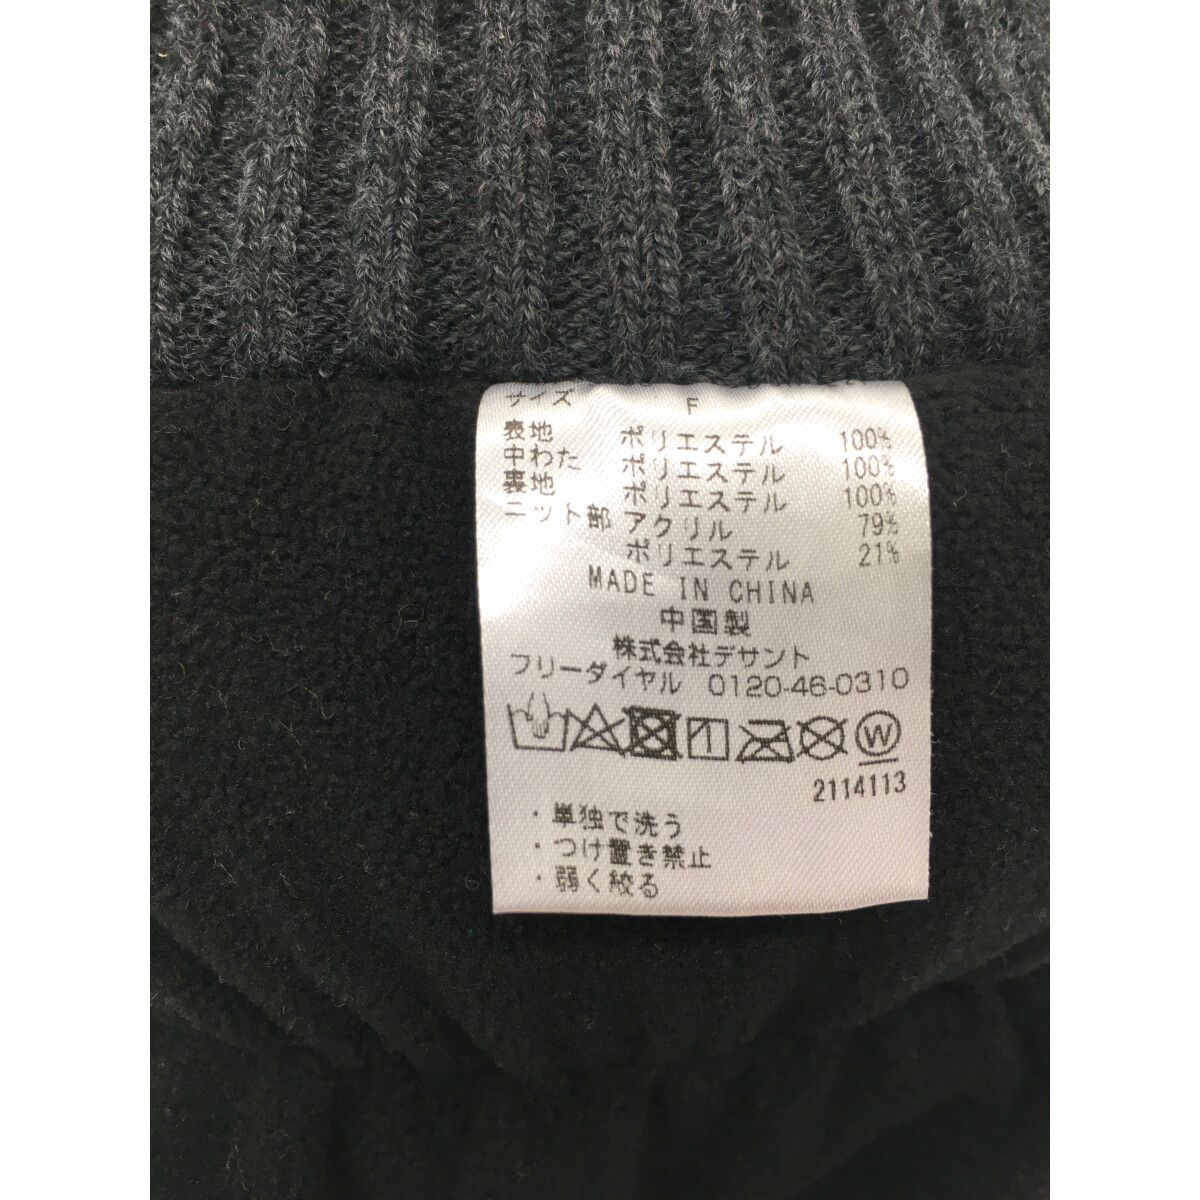 サイズ F
表地 ポリエステル 100%
中わた ポリエステル 100%
裏地 ポリエステル 100%
ニット部 アクリル 79%
ポリエステル 21%
MADE IN CHINA
中国製
株式会社デサント
フリーダイヤル 0120-46-0310
W
2114113
・単独で洗う
・つけ置き禁止
・弱く絞る